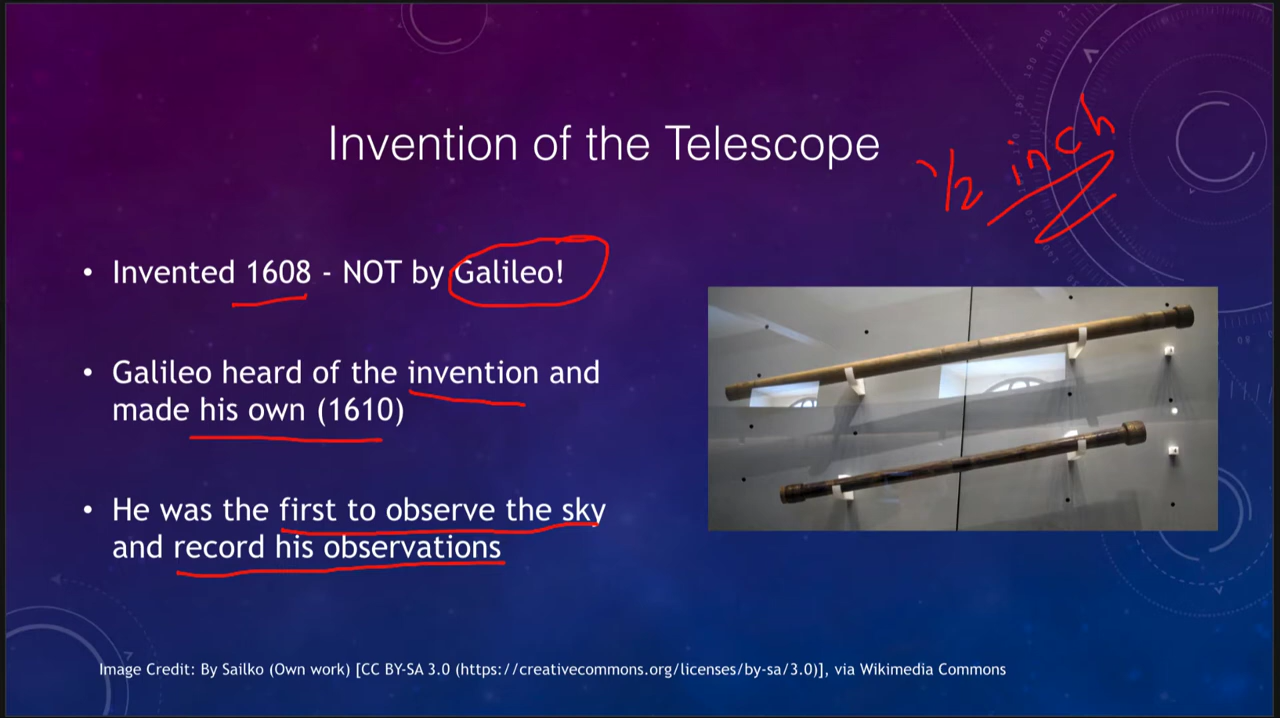 Invention of the Telescope
1/2 inch
• Invented 1608 - NOT by Galileo!
• Galileo heard of the invention and
made his own (1610)
• He was the first to observe the sky
and record his observations
Image Credit: By Sailko (Own work) [CC BY-SA 3.0 (https://creativecommons.org/licenses/by-sa/3.0)], via Wikimedia Commons